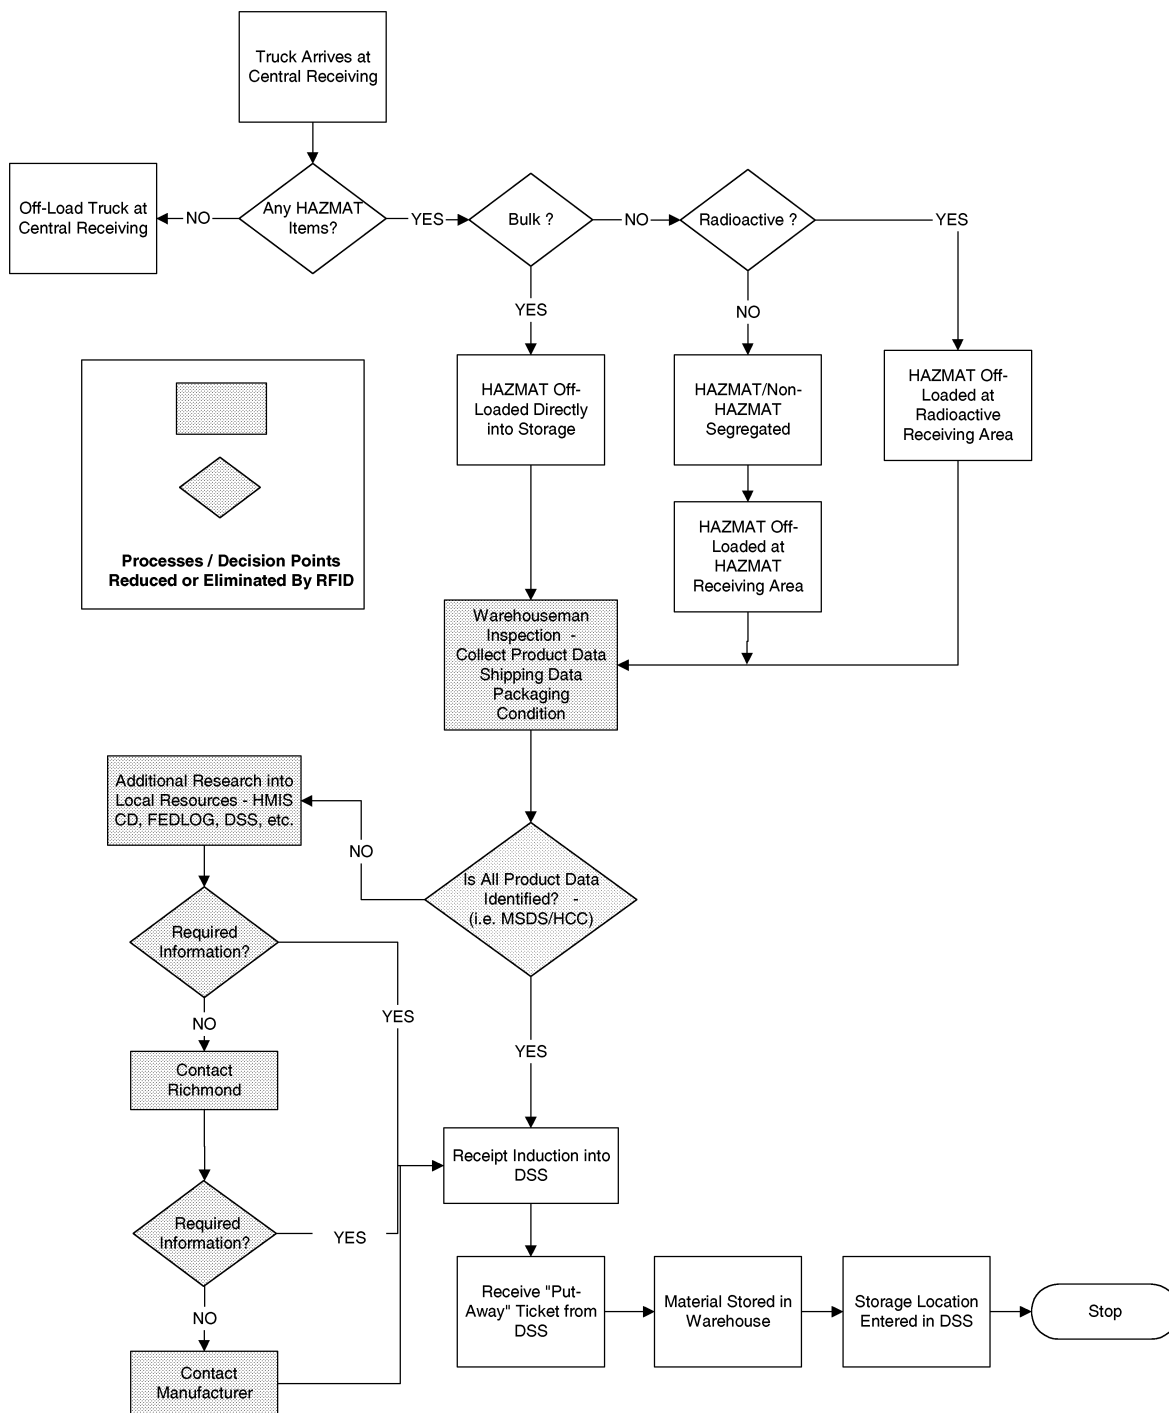 Truck Arrives at
Central Receiving
Off-Load Truck at
Central Receiving
NO
Any HAZMAT
Items?
YES
Bulk ?
NO
Radioactive ?
YES
YES
NO
HAZMAT Off-
Loaded Directly
into Storage
HAZMAT/Non-
HAZMAT
Segregated
HAZMAT Off-
Loaded at
Radioactive
Receiving Area
HAZMAT Off-
Loaded at
HAZMAT
Receiving Area
Processes / Decision Points
Reduced or Eliminated By RFID
Warehouseman
Inspection -
Collect Product Data
Shipping Data
Packaging
Condition
Additional Research into
Local Resources - HMIS
CD, FEDLOG, DSS, etc.
NO
Is All Product Data
Identified? -
(i.e. MSDS/HCC)
Required
Information?
YES
NO
YES
Contact
Richmond
Receipt Induction into
DSS
Required
Information?
YES
NO
Contact
Manufacturer
Receive "Put-
Away" Ticket from
DSS
Material Stored in
Warehouse
Storage Location
Entered in DSS
Stop